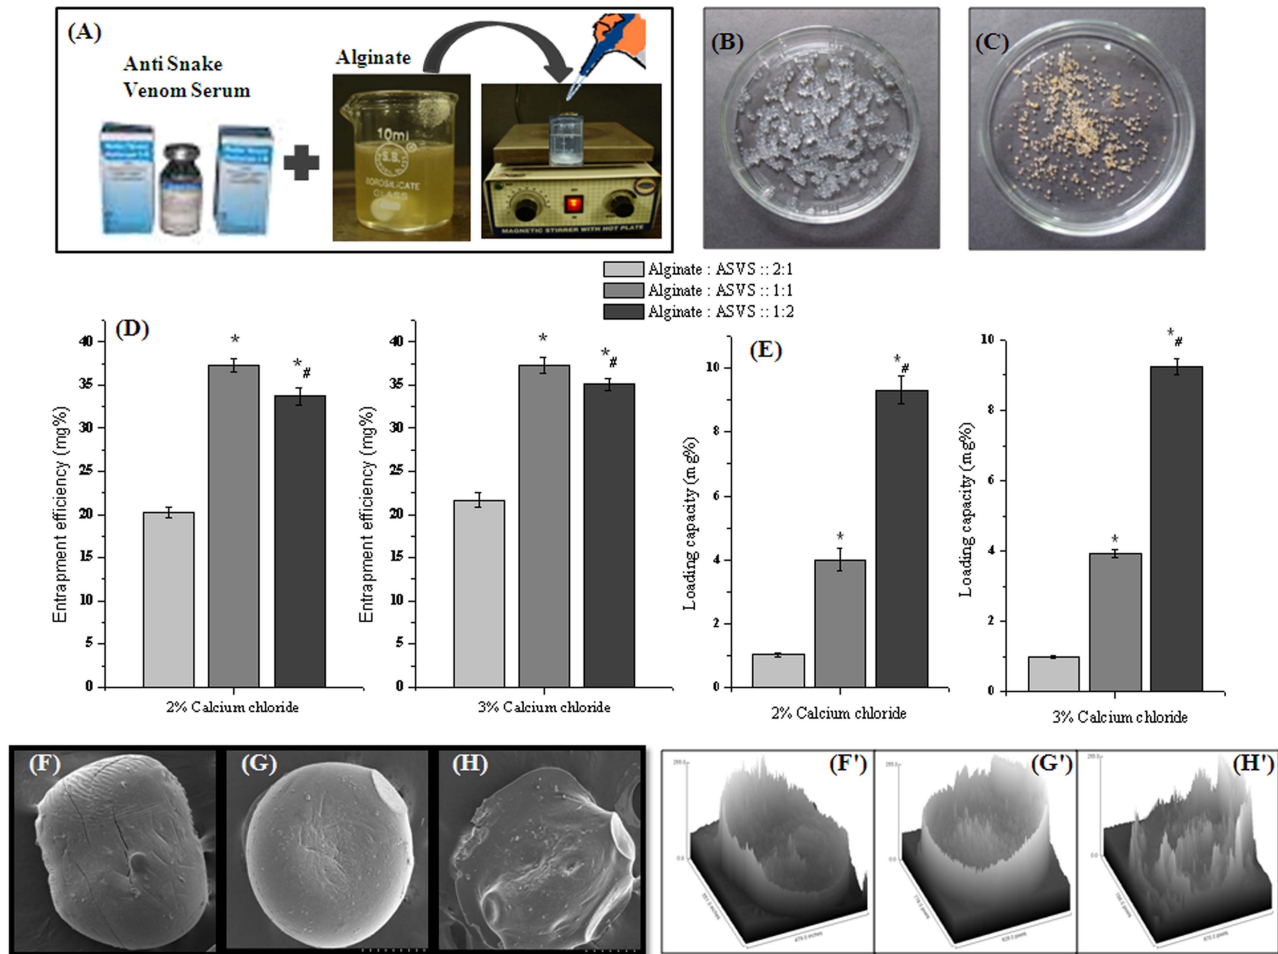 (A)
Anti Snake
Venom Serum
Alginate
10ml
BOROSILICATE
GLASS
MAGNETIC STIRRER WITH HOT PLATE
(B)
(C)
Alginate : ASVS :: 2:1
Alginate : ASVS :: 1:1
Alginate : ASVS :: 1:2
(D)
Entrapment efficiency (mg%)
40
35
30
25
20
15
10
5
0
*
*
#
2% Calcium chloride
Entrapment efficiency (mg%)
40
35
30
25
20
15
10
5
0
*
*
#
3% Calcium chloride
(E)
Loading capacity (mg%)
10
8
6
4
2
0
*
*
#
2% Calcium chloride
Loading capacity (mg%)
10
8
6
4
2
0
*
*
#
3% Calcium chloride
(F)
(G)
(H)
(F')
(G')
(H')